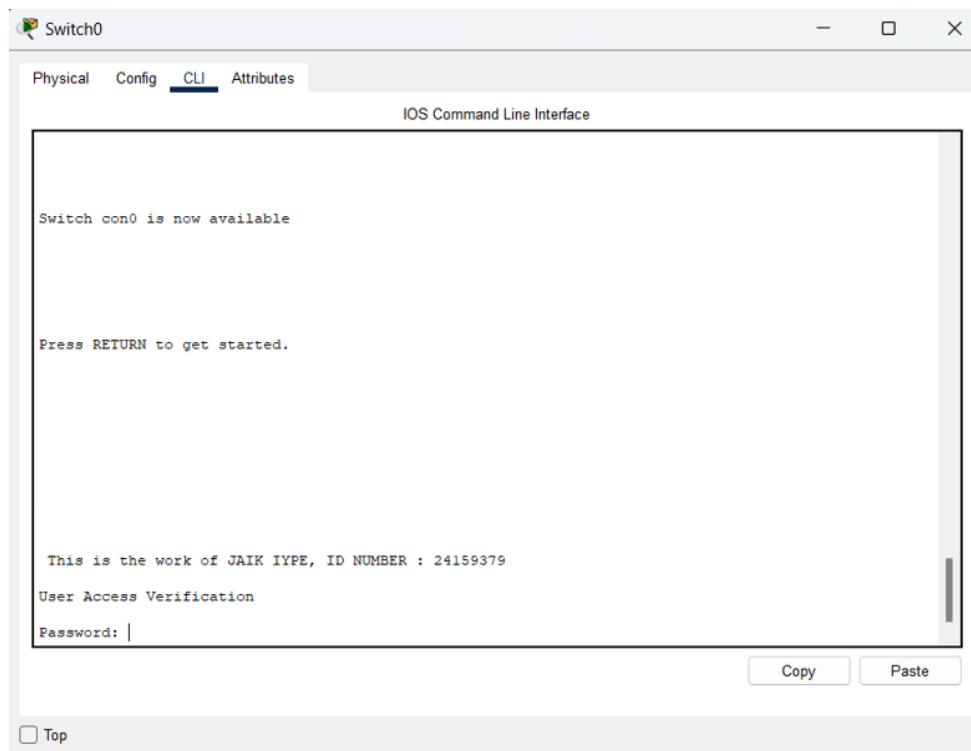 Switch0
Physical Config CLI Attributes
IOS Command Line Interface
Switch con0 is now available
Press RETURN to get started.
This is the work of JAIK IYPE, ID NUMBER : 24159379
User Access Verification
Password:
Copy Paste
Top